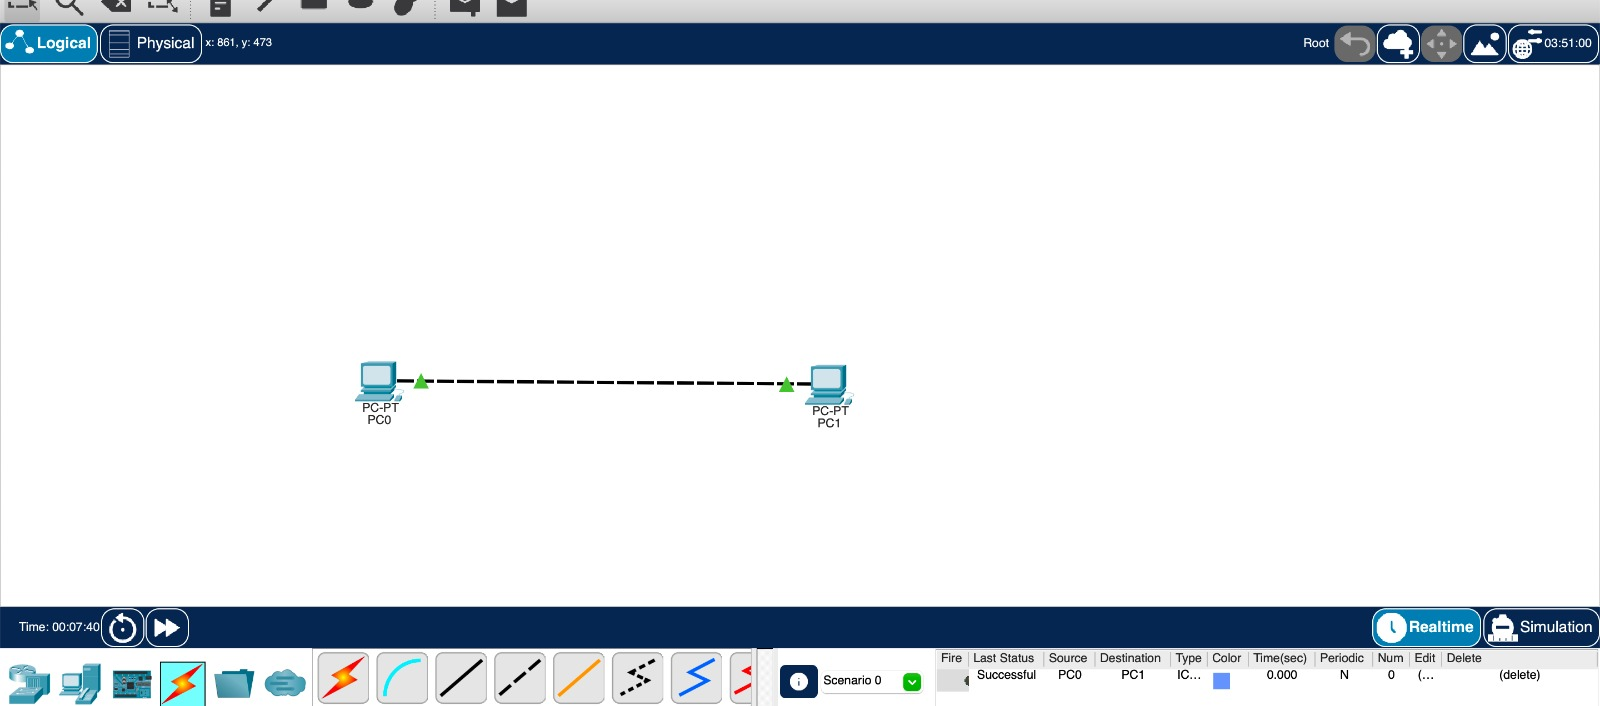 Logical Physical x: 861, y: 473 Root 03:51:00
PC-PT
PC0
PC-PT
PC1
Time: 00:07:40 Realtime Simulation
Scenario 0
Fire Last Status Source Destination Type Color Time(sec) Periodic Num Edit Delete
Successful PC0 PC1 IC... 0.000 N 0 (... (delete)